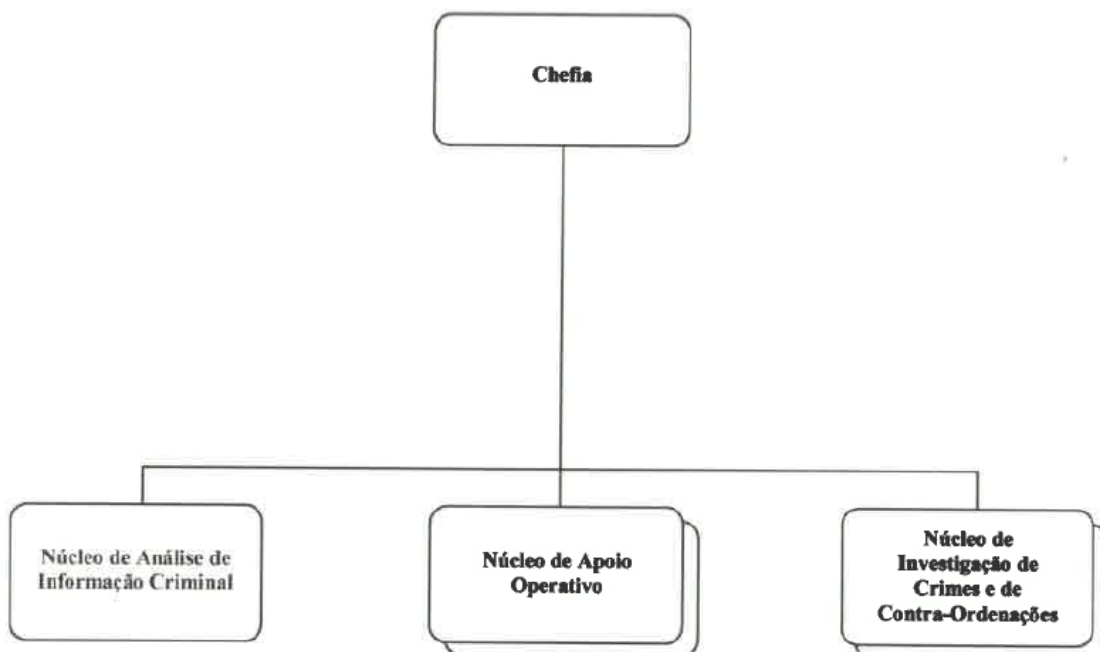 Chefia
Núcleo de Análise de
Informação Criminal
Núcleo de Apoio
Operativo
Núcleo de
Investigação de
Crimes e de
Contra-Ordenações